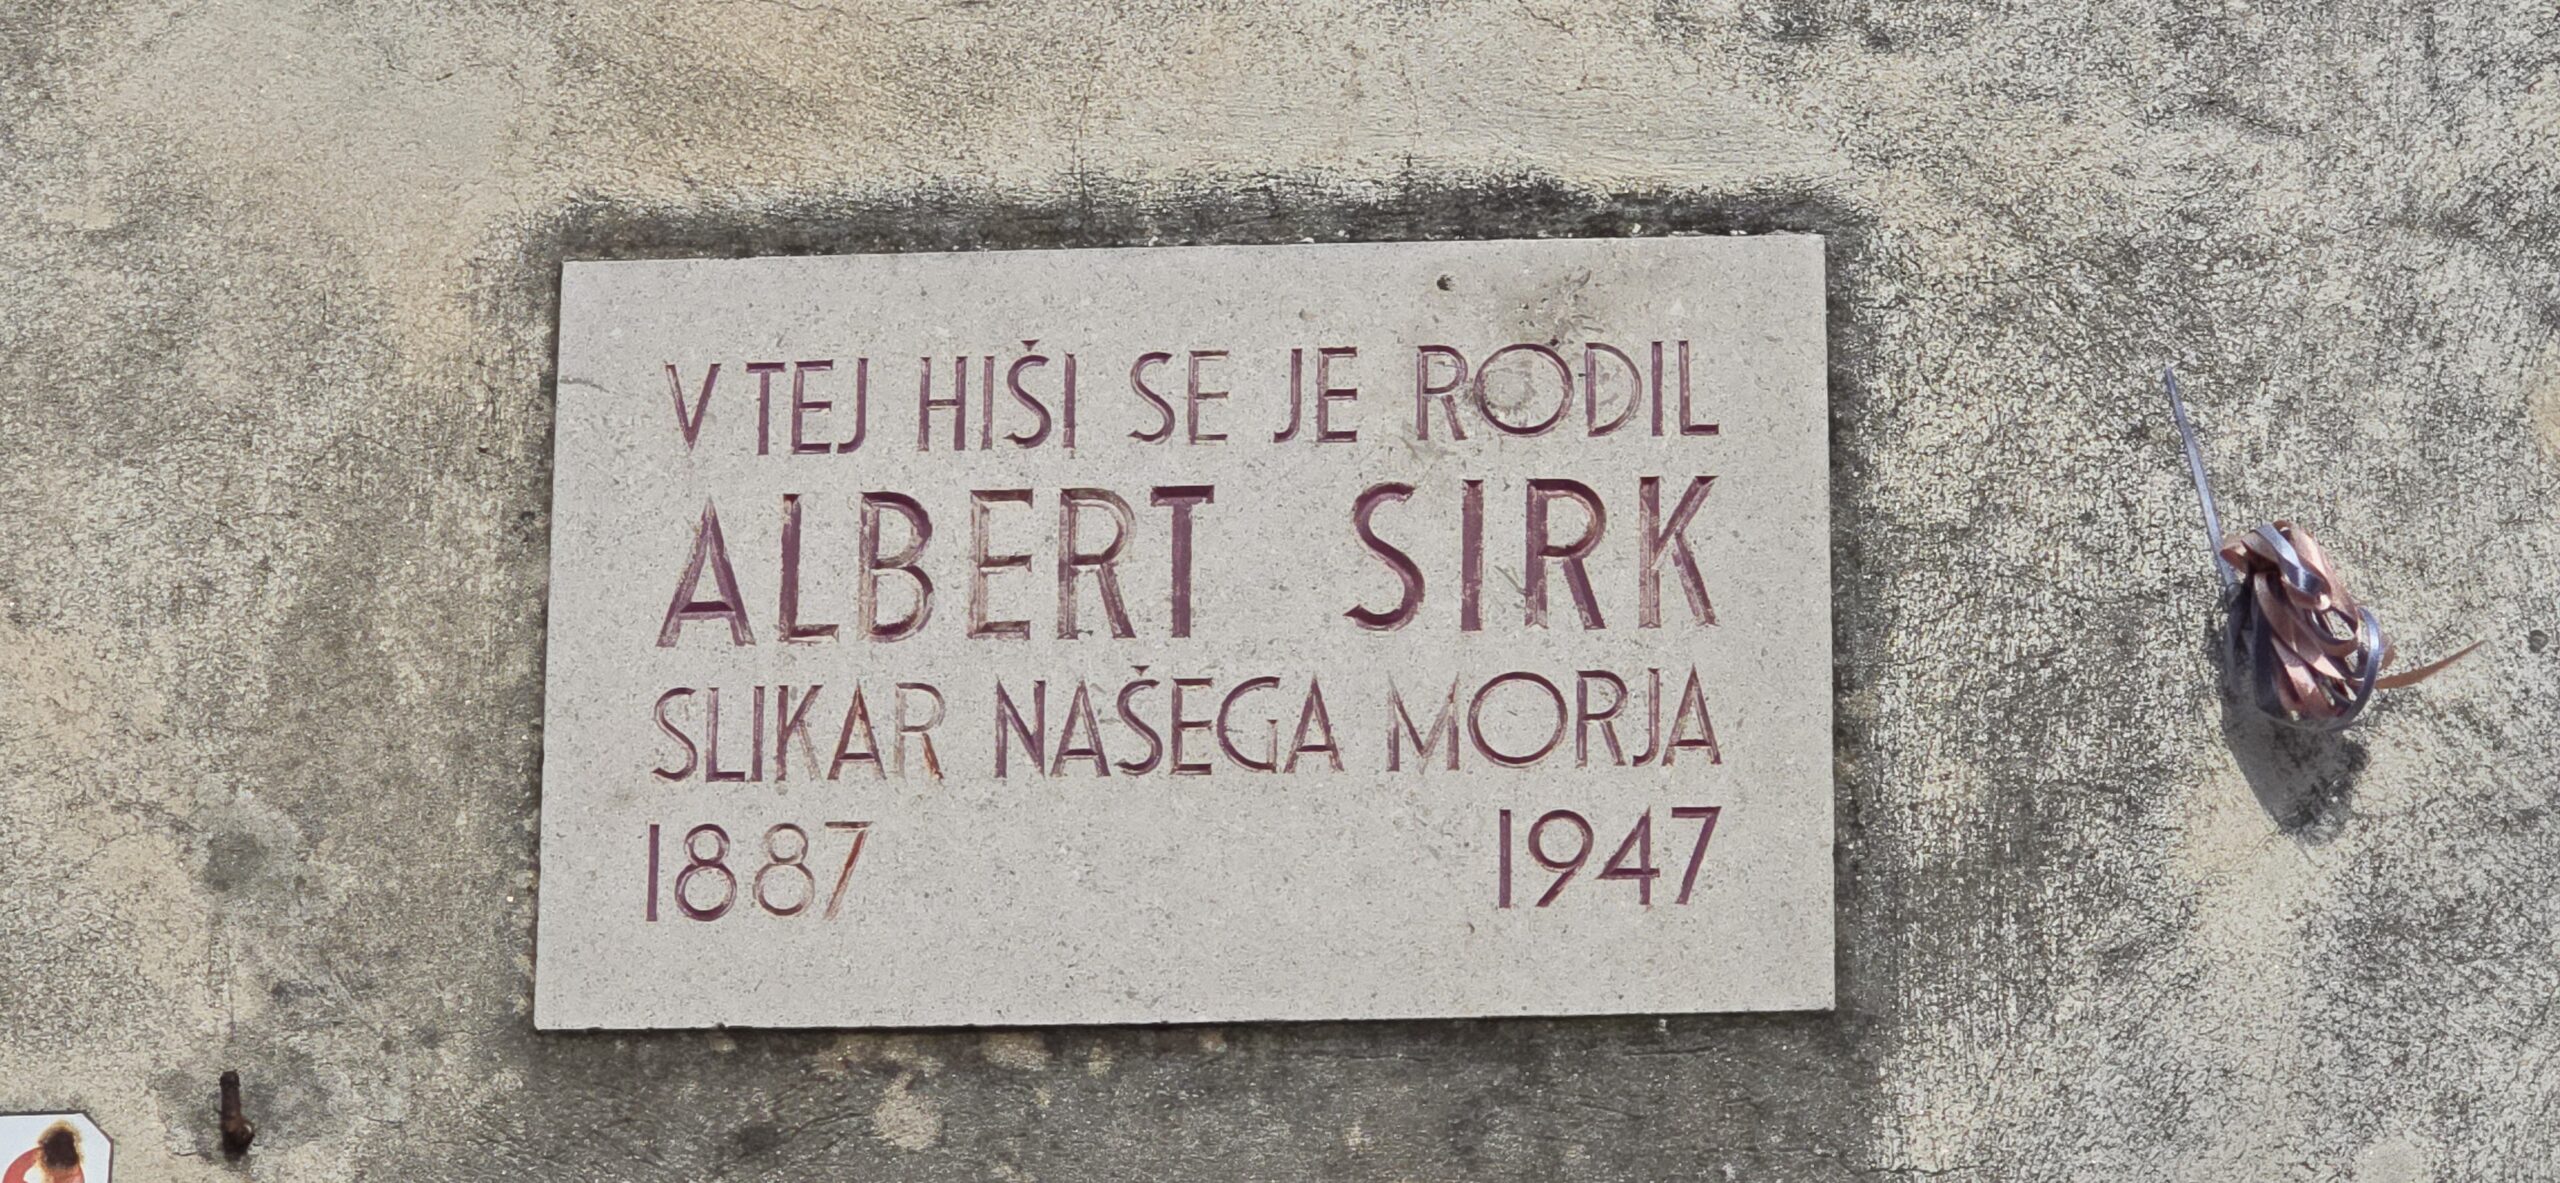 V TEJ HIŠI SE JE RODIL
ALBERT SIRK
SLIKAR NAŠEGA MORJA
1887 1947